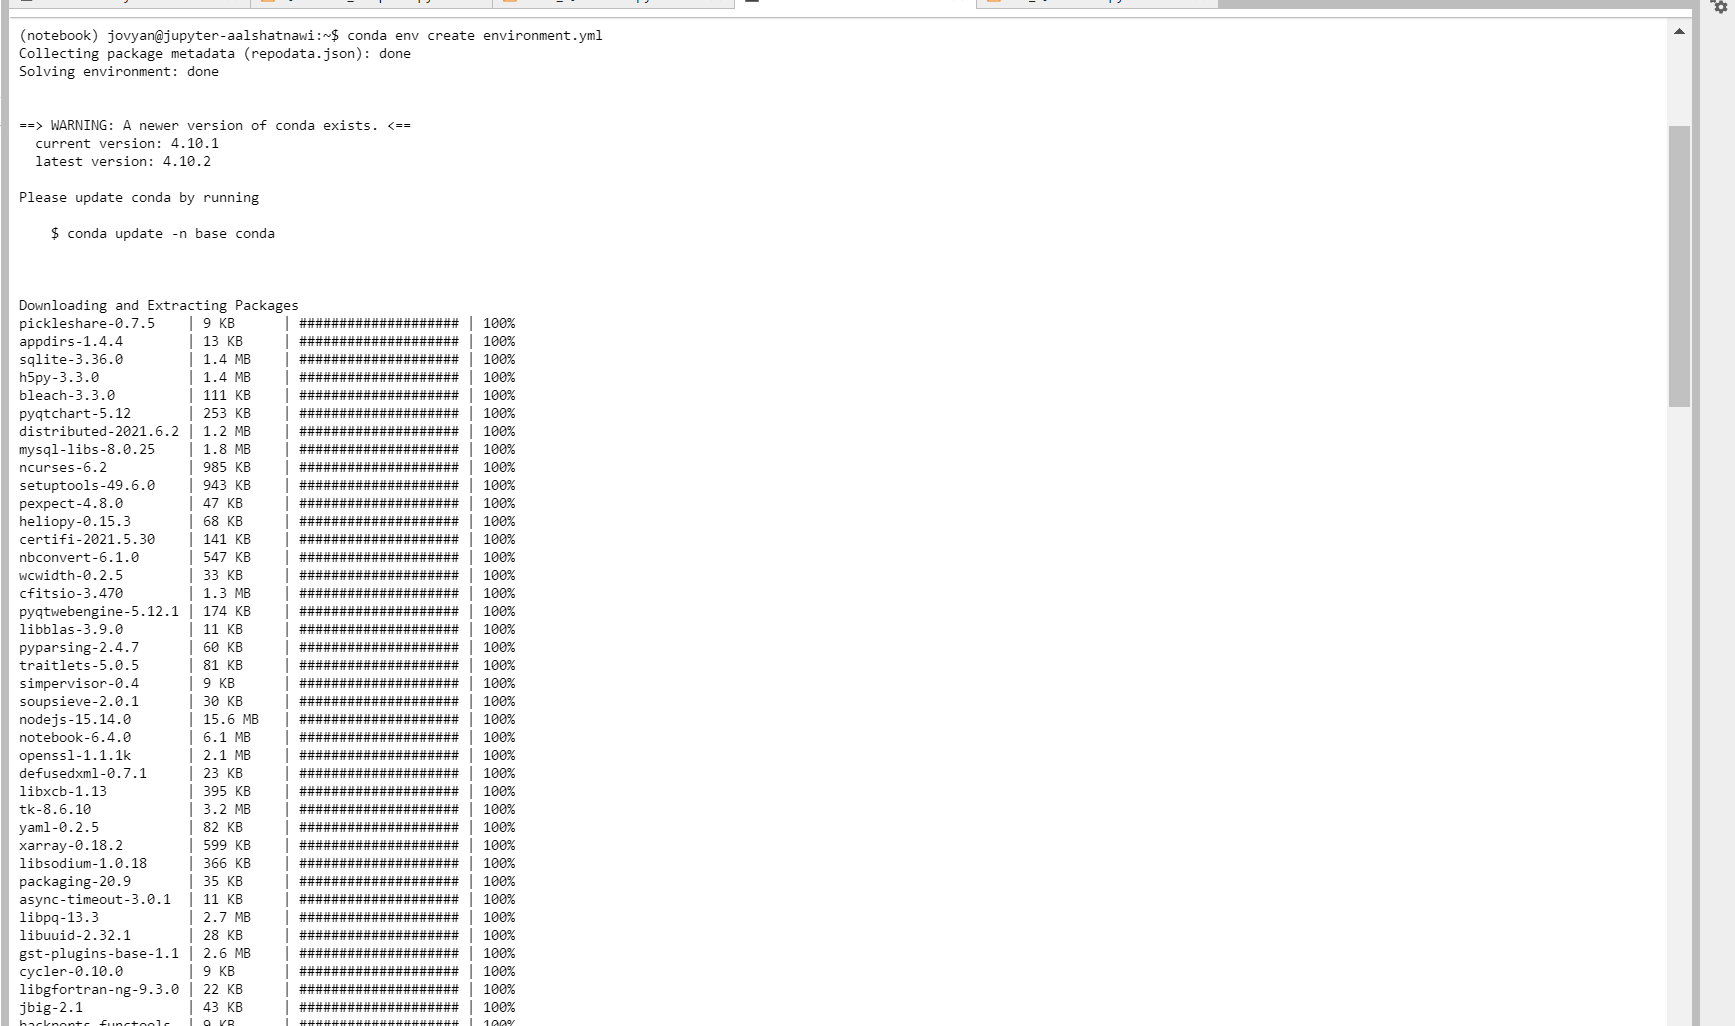 (notebook) jovyan@jupyter-aalshatnawi:~$ conda env create environment.yml
Collecting package metadata (repodata.json): done
Solving environment: done
==> WARNING: A newer version of conda exists. <==
  current version: 4.10.1
  latest version: 4.10.2
Please update conda by running
    $ conda update -n base conda
Downloading and Extracting Packages
pickleshare-0.7.5    | 9 KB      | #################### | 100%
appdirs-1.4.4        | 13 KB     | #################### | 100%
sqlite-3.36.0        | 1.4 MB    | #################### | 100%
h5py-3.3.0           | 1.4 MB    | #################### | 100%
bleach-3.3.0         | 111 KB    | #################### | 100%
pyqtchart-5.12       | 253 KB    | #################### | 100%
distributed-2021.6.2 | 1.2 MB    | #################### | 100%
mysql-libs-8.0.25    | 1.8 MB    | #################### | 100%
ncurses-6.2          | 985 KB    | #################### | 100%
setuptools-49.6.0    | 943 KB    | #################### | 100%
pexpect-4.8.0        | 47 KB     | #################### | 100%
heliopy-0.15.3       | 68 KB     | #################### | 100%
certifi-2021.5.30    | 141 KB    | #################### | 100%
nbconvert-6.1.0      | 547 KB    | #################### | 100%
wcwidth-0.2.5        | 33 KB     | #################### | 100%
cfitsio-3.470        | 1.3 MB    | #################### | 100%
pyqtwebengine-5.12.1 | 174 KB    | #################### | 100%
libblas-3.9.0        | 11 KB     | #################### | 100%
pyparsing-2.4.7      | 60 KB     | #################### | 100%
traitlets-5.0.5      | 81 KB     | #################### | 100%
simpervisor-0.4      | 9 KB      | #################### | 100%
soupsieve-2.0.1      | 30 KB     | #################### | 100%
nodejs-15.14.0       | 15.6 MB   | #################### | 100%
notebook-6.4.0       | 6.1 MB    | #################### | 100%
openssl-1.1.1k       | 2.1 MB    | #################### | 100%
defusedxml-0.7.1     | 23 KB     | #################### | 100%
libxcb-1.13          | 395 KB    | #################### | 100%
tk-8.6.10            | 3.2 MB    | #################### | 100%
yaml-0.2.5           | 82 KB     | #################### | 100%
xarray-0.18.2        | 599 KB    | #################### | 100%
libsodium-1.0.18     | 366 KB    | #################### | 100%
packaging-20.9       | 35 KB     | #################### | 100%
async-timeout-3.0.1  | 11 KB     | #################### | 100%
libpq-13.3           | 2.7 MB    | #################### | 100%
libuuid-2.32.1       | 28 KB     | #################### | 100%
gst-plugins-base-1.1 | 2.6 MB    | #################### | 100%
cycler-0.10.0        | 9 KB      | #################### | 100%
libgfortran-ng-9.3.0 | 22 KB     | #################### | 100%
jbig-2.1             | 43 KB     | #################### | 100%
backports.functools_ | 9 KB      | #################### | 100%